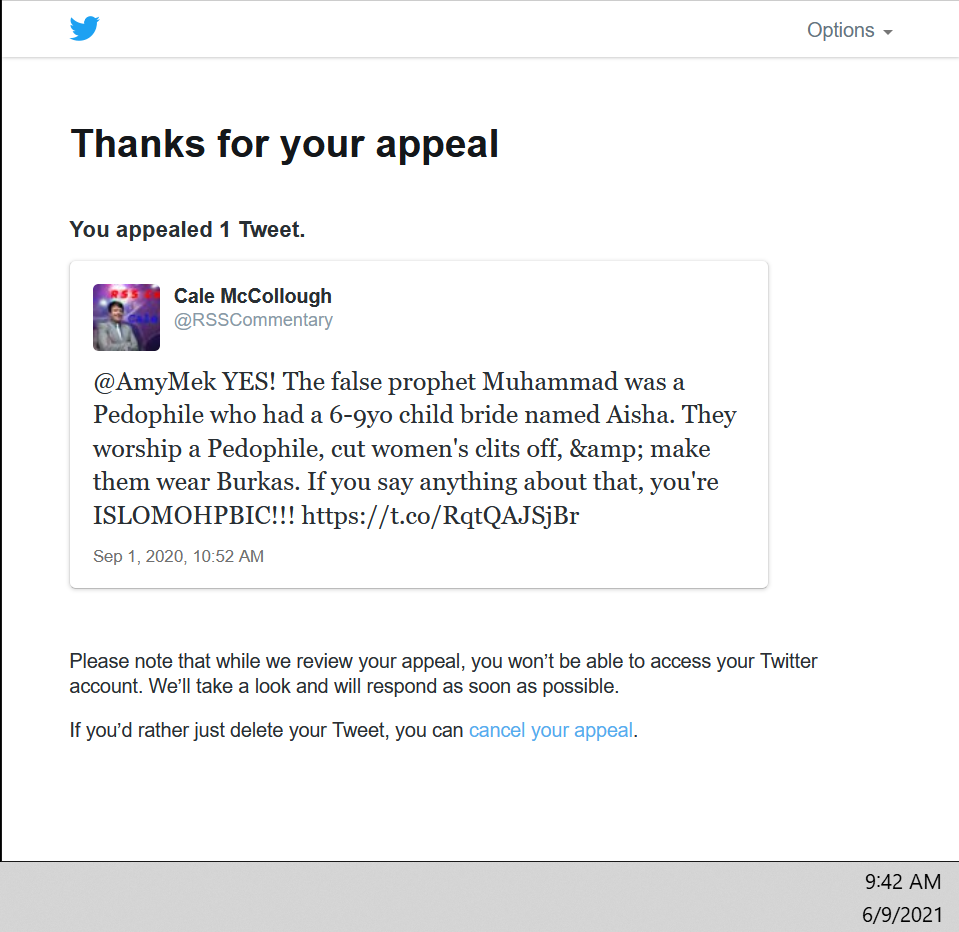 Options
Thanks for your appeal
You appealed 1 Tweet.
Cale McCollough
@RSSCommentary
@AmyMek YES! The false prophet Muhammad was a
Pedophile who had a 6-9yo child bride named Aisha. They
worship a Pedophile, cut women's clits off, &amp; make
them wear Burkas. If you say anything about that, you're
ISLOMOHPBIC!!! https://t.co/RqtQAJSjBr
Sep 1, 2020, 10:52 AM
Please note that while we review your appeal, you won’t be able to access your Twitter
account. We’ll take a look and will respond as soon as possible.
If you’d rather just delete your Tweet, you can cancel your appeal.
9:42 AM
6/9/2021